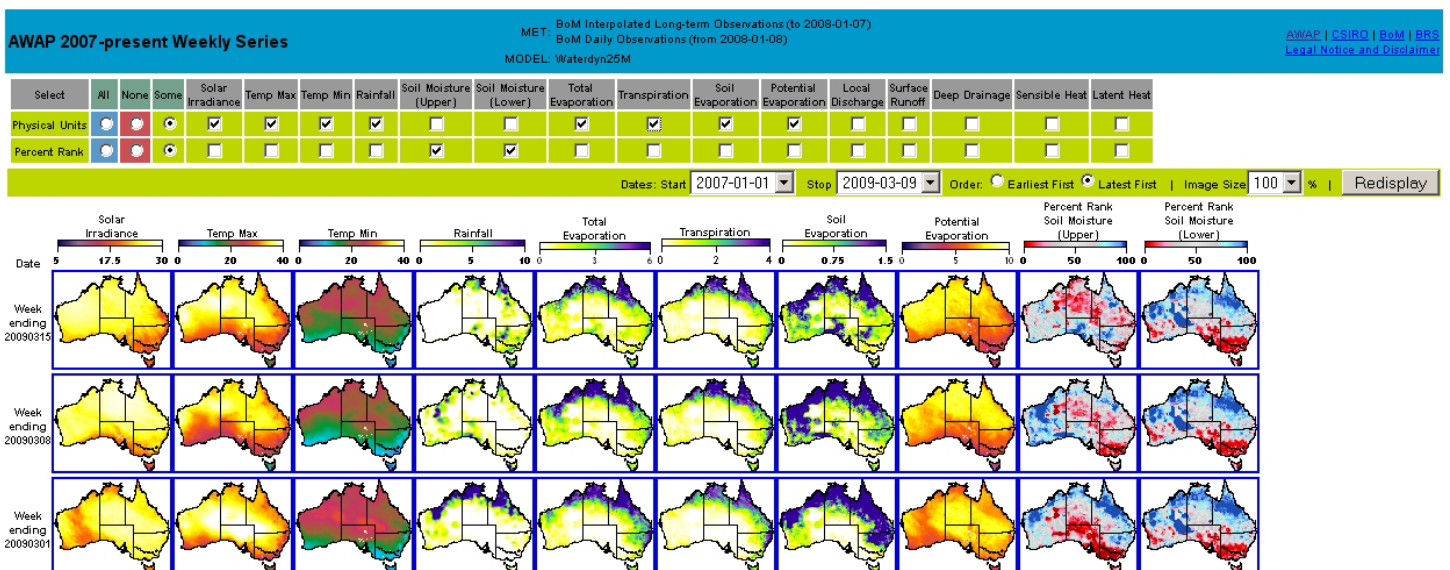 AWAP 2007-present Weekly Series
MET: BoM Interpolated Long-term Observations (to 2008-01-07)
BoM Daily Observations (from 2008-01-08)
MODEL: Waterdyn25M
AWAP | CSIRO | BoM | BRS
Legal Notice and Disclaimer
Select All None Some Solar Irradiance Temp Max Temp Min Rainfall Soil Moisture (Upper) Soil Moisture (Lower) Total Evaporation Transpiration Soil Evaporation Potential Evaporation Local Discharge Surface Runoff Deep Drainage Sensible Heat Latent Heat
Physical Units
Percent Rank
Dates: Start 2007-01-01 Stop 2009-03-09 Order: Earliest First Latest First | Image Size 100 % | Redisplay
Solar Irradiance
Temp Max
Temp Min
Rainfall
Total Evaporation
Transpiration
Soil Evaporation
Potential Evaporation
Percent Rank Soil Moisture (Upper)
Percent Rank Soil Moisture (Lower)
Date 5 17.5 30 0 20 40 0 20 40 0 5 10 0 3 6 0 2 4 0 0.75 1.5 0 5 10 0 50 100 0 50 100
Week
ending
20090315
Week
ending
20090308
Week
ending
20090301